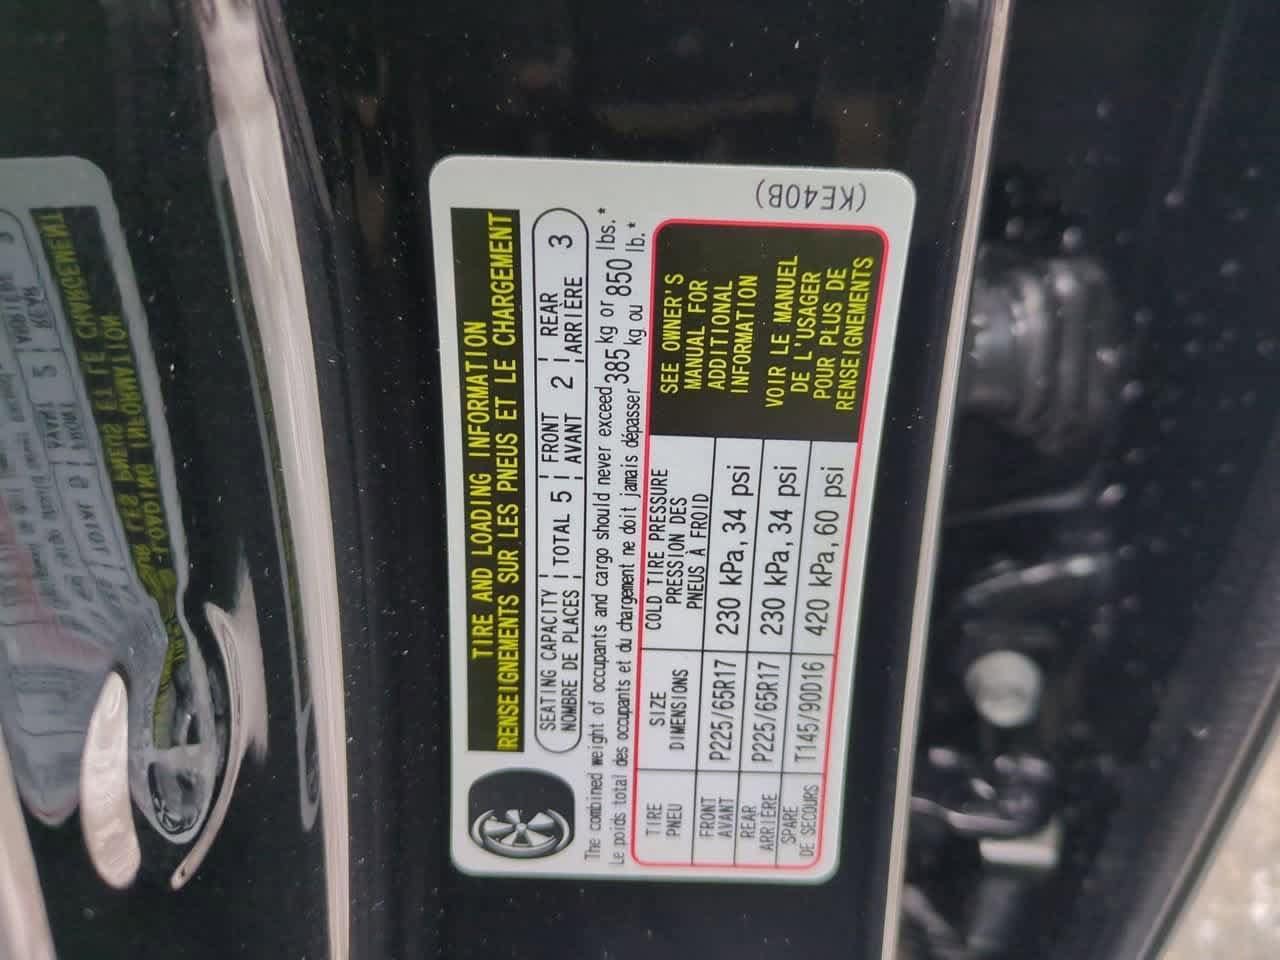 TIRE AND LOADING INFORMATION
RENSEIGNEMENTS SUR LES PNEUS ET LE CHARGEMENT
SEATING CAPACITY
NOMBRE DE PLACES
TOTAL 5
FRONT
AVANT
2
REAR
ARRIÈRE
3
The combined weight of occupants and cargo should never exceed 385 kg or 850 lbs.*
Le poids total des occupants et du chargement ne doit jamais dépasser 385 kg ou 850 lb.*
TIRE
PNEU
SIZE
DIMENSIONS
COLD TIRE PRESSURE
PRESSION DES
PNEUS À FROID
FRONT
AVANT
P225/65R17
230 kPa, 34 psi
REAR
ARRIÈRE
P225/65R17
230 kPa, 34 psi
SPARE
DE SECOURS
T145/90D16
420 kPa, 60 psi
SEE OWNER'S
MANUAL FOR
ADDITIONAL
INFORMATION
VOIR LE MANUEL
DE L'USAGER
POUR PLUS DE
RENSEIGNEMENTS
(KE40B)